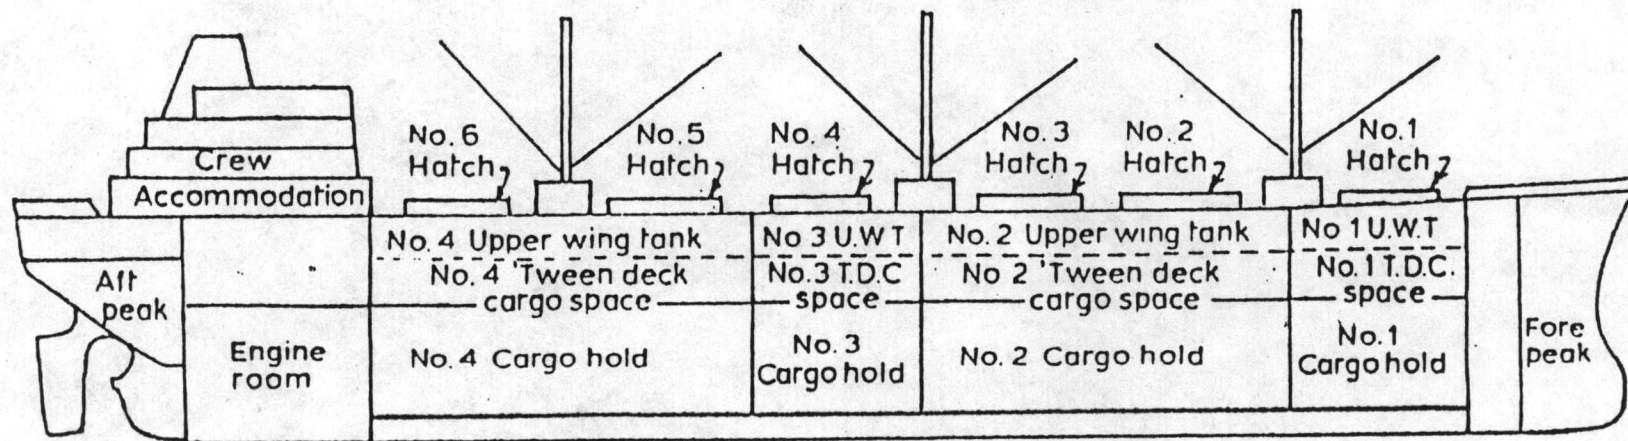 No. 6
Hatch
No. 5
Hatch
No. 4
Hatch
No. 3
Hatch
No. 2
Hatch
No. 1
Hatch
Crew
Accommodation
No. 4 Upper wing tank
No 3 U.W.T
No. 2 Upper wing tank
No 1 U.W.T
No. 4 'Tween deck
cargo space
No. 3 T.D.C
space
No 2 'Tween deck
cargo space
No. 1 T.D.C.
space
Aft
peak
Engine
room
No. 4 Cargo hold
No. 3
Cargo hold
No. 2 Cargo hold
No. 1
Cargo hold
Fore
peak